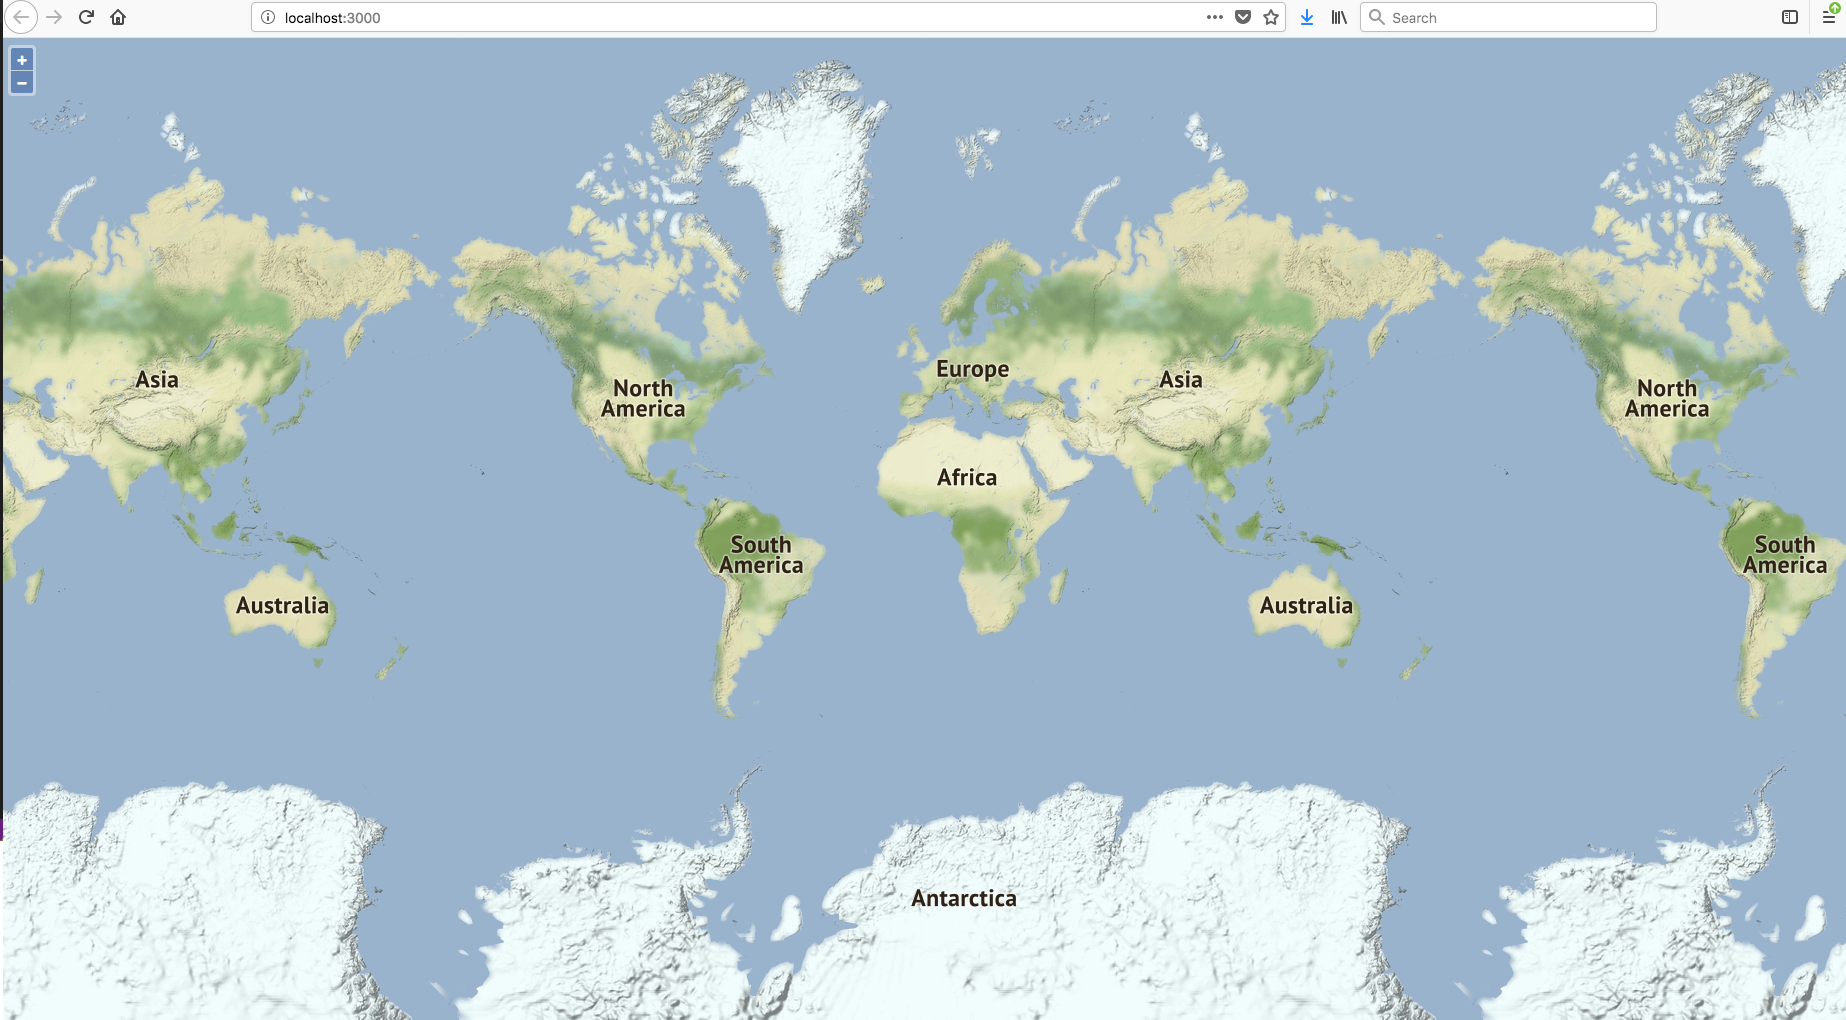 localhost:3000
Search
+
−
Europe
Asia
Asia
North
America
North
America
Africa
South
America
South
America
Australia
Australia
Antarctica